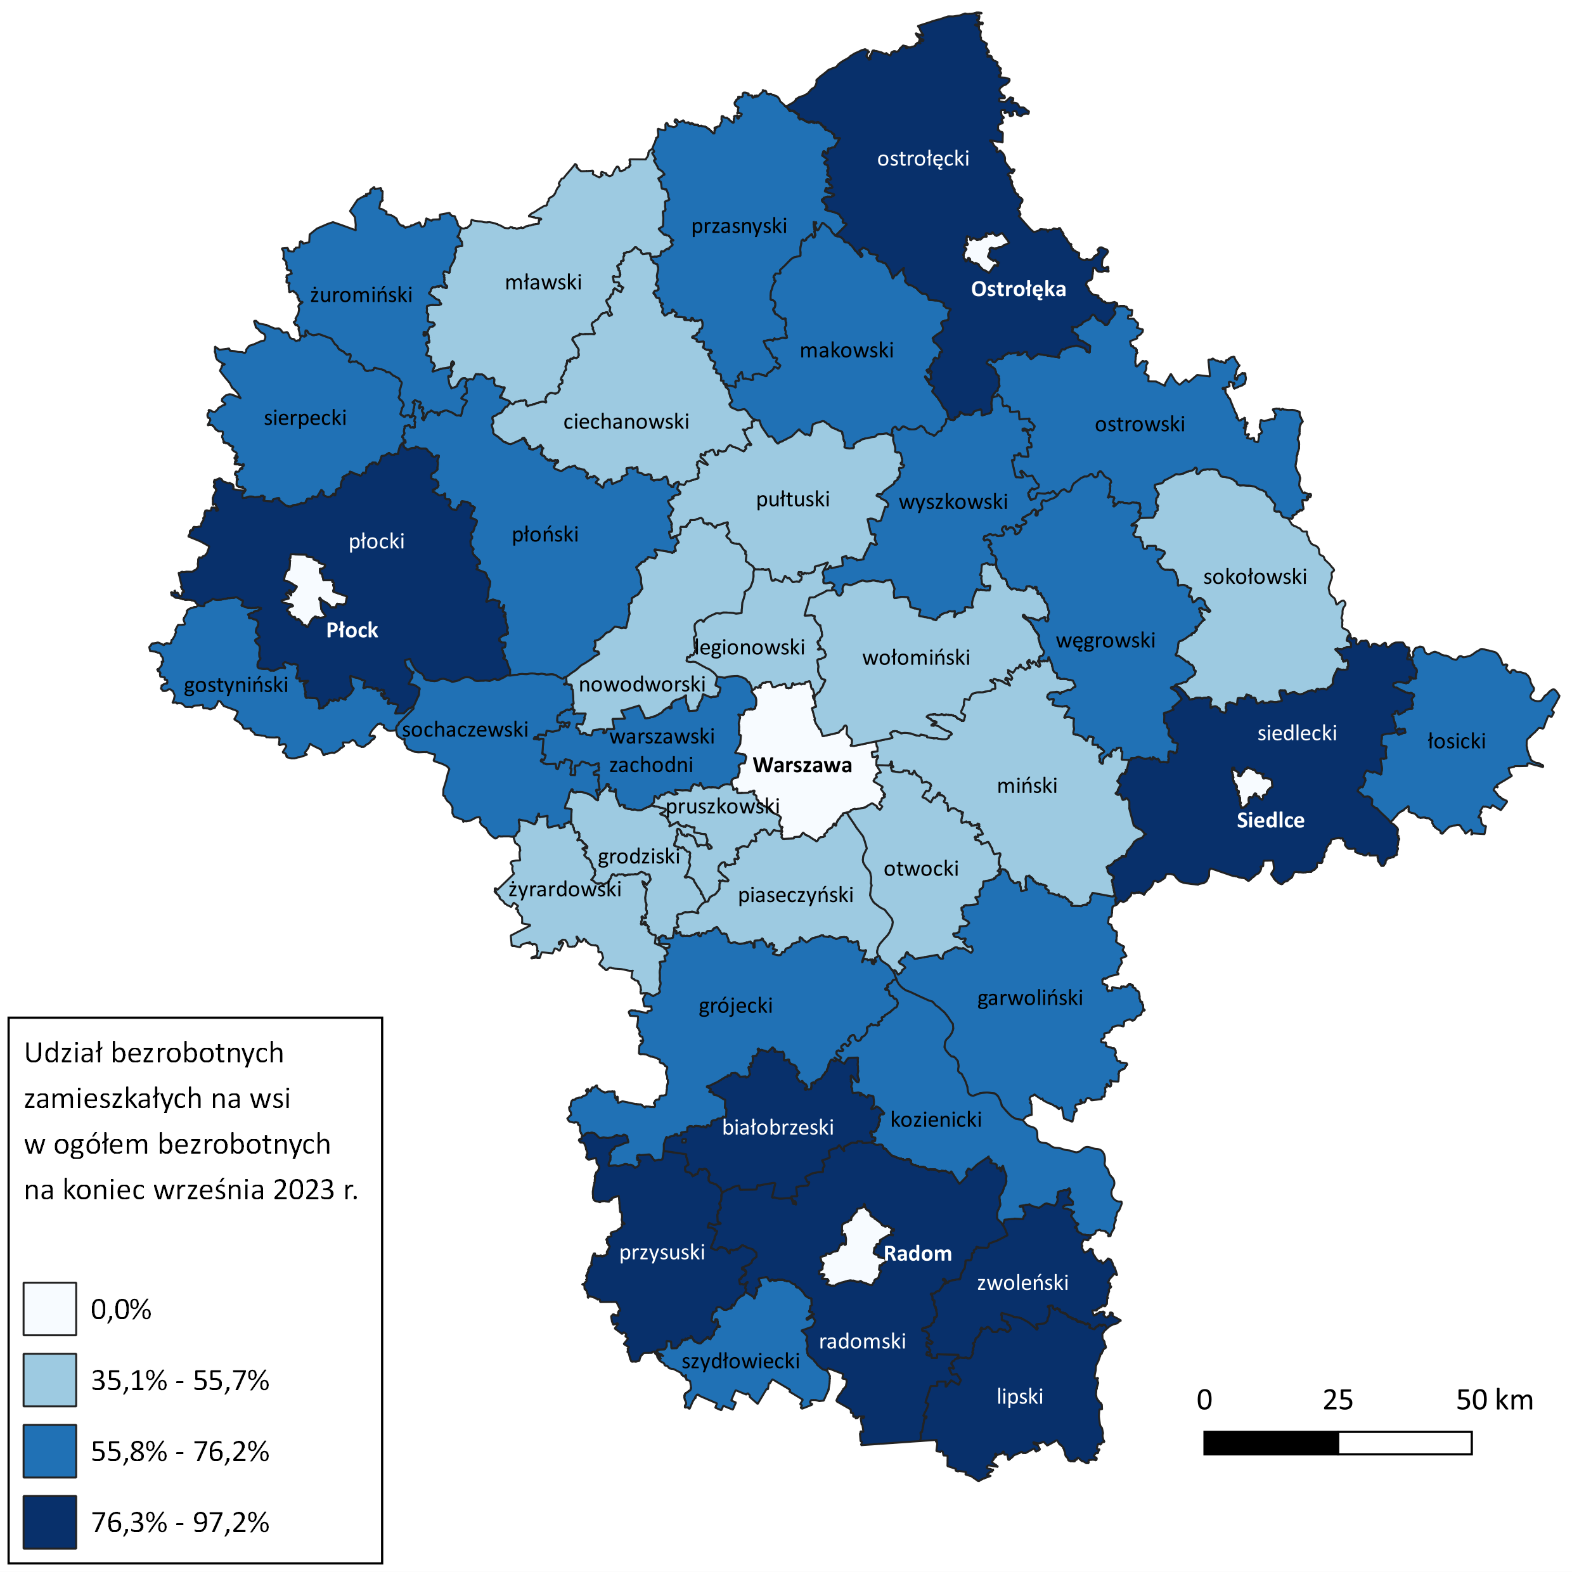 ostrołęcki
przasnyski
mławski
Ostrołęka
żuromiński
makowski
sierpecki
ciechanowski
ostrowski
pułtuski
wyszkowski
płocki
płoński
sokołowski
Płock
węgrowski
legionowski
wołomiński
gostyniński
nowodworski
sochaczewski
warszawski
zachodni
siedlecki
łosicki
Warszawa
miński
pruszkowski
Siedlce
grodziski
otwocki
żyrardowski
piaseczyński
garwoliński
grójecki
białobrzeski
kozienicki
przysuski
Radom
zwoleński
radomski
szydłowiecki
lipski
Udział bezrobotnych
zamieszkałych na wsi
w ogółem bezrobotnych
na koniec września 2023 r.
0,0%
35,1% - 55,7%
55,8% - 76,2%
76,3% - 97,2%
0 25 50 km